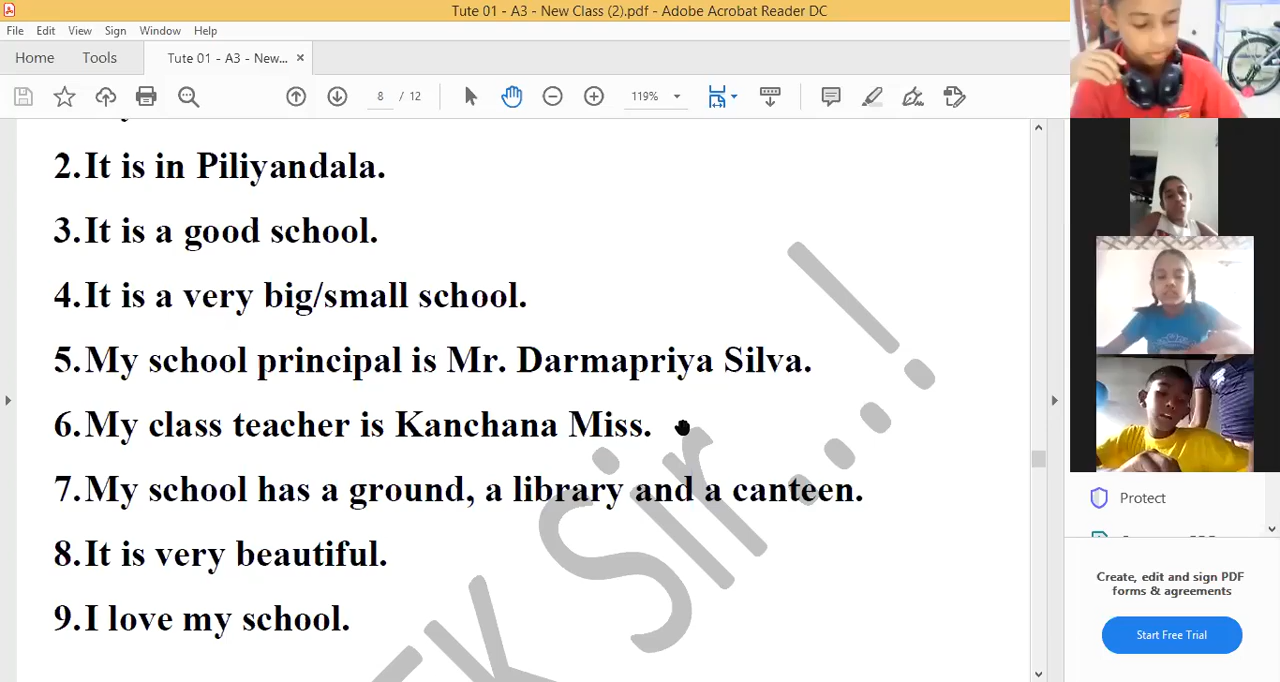 Tute 01 - A3 - New Class (2).pdf - Adobe Acrobat Reader DC
File Edit View Sign Window Help
Home Tools Tute 01 - A3 - New... ×
8 / 12 119%
2.It is in Piliyandala.
3.It is a good school.
4.It is a very big/small school.
5.My school principal is Mr. Darmapriya Silva.
6.My class teacher is Kanchana Miss.
7.My school has a ground, a library and a canteen.
8.It is very beautiful.
9.I love my school.
Sir...!
Protect
Create, edit and sign PDF
forms & agreements
Start Free Trial